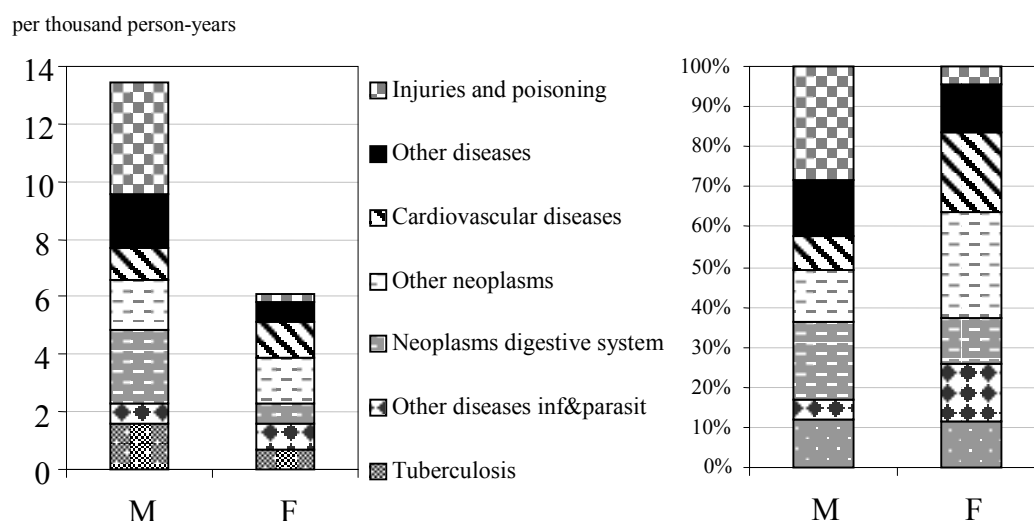 per thousand person-years
14
12
10
8
6
4
2
0
M F
Injuries and poisoning
Other diseases
Cardiovascular diseases
Other neoplasms
Neoplasms digestive system
Other diseases inf&parasit
Tuberculosis
100%
90%
80%
70%
60%
50%
40%
30%
20%
10%
0%
M F